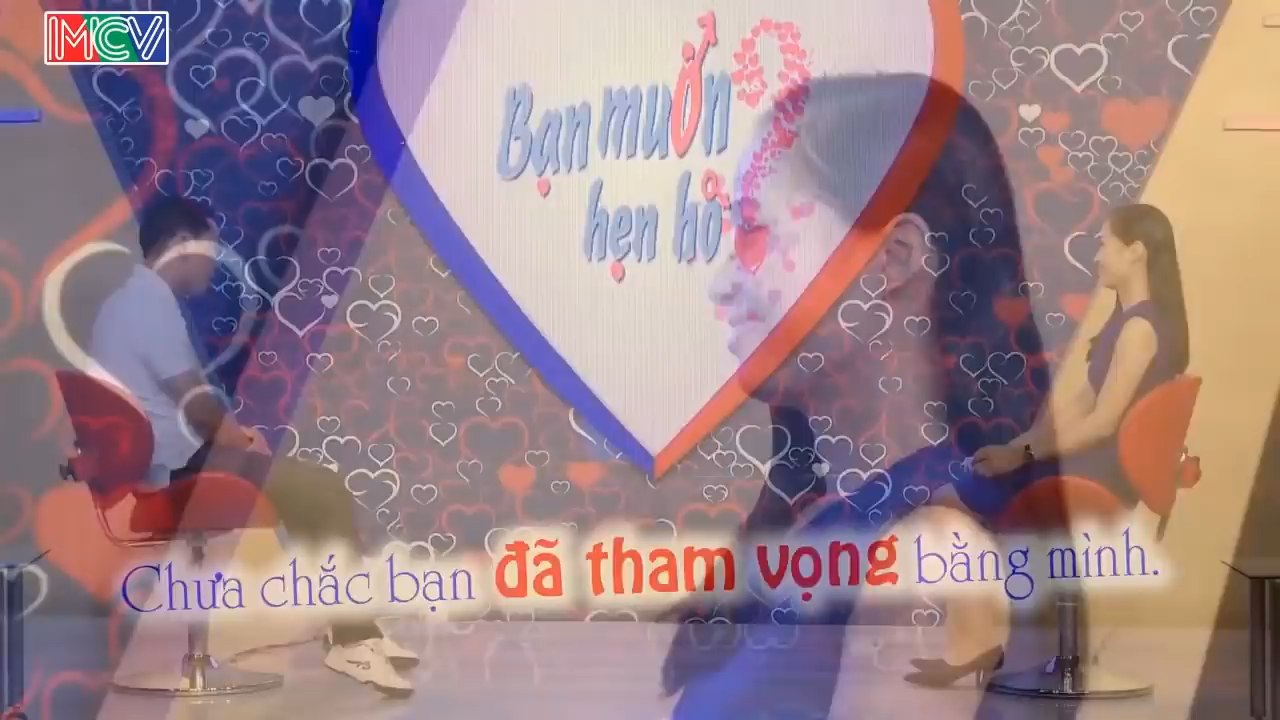 MCV
Bạn muốn
hẹn hò
Chưa chắc bạn đã tham vọng bằng mình.